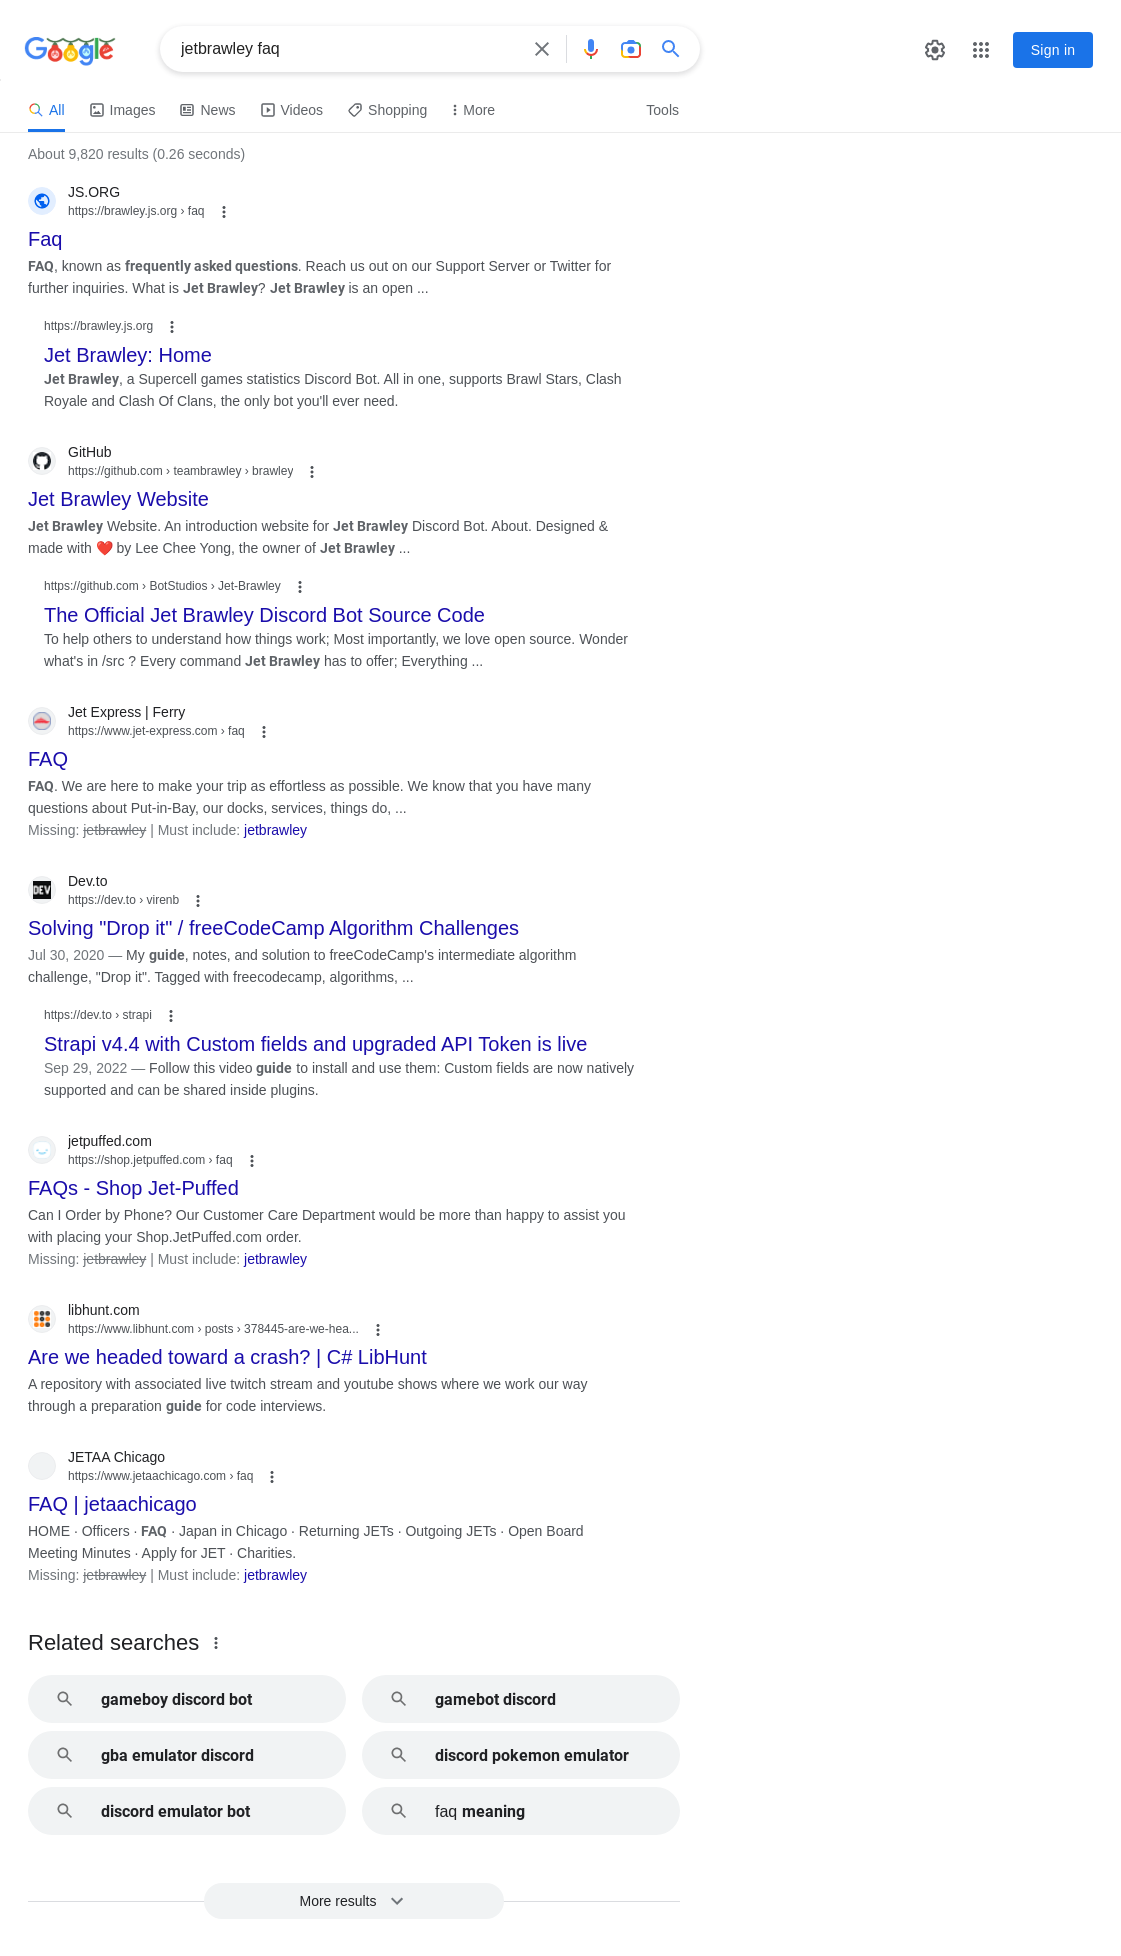 Google
jetbrawley faq
Sign in
All
Images
News
Videos
Shopping
More
Tools
About 9,820 results (0.26 seconds)
JS.ORG
https://brawley.js.org › faq
Faq
FAQ, known as frequently asked questions. Reach us out on our Support Server or Twitter for
further inquiries. What is Jet Brawley? Jet Brawley is an open ...
https://brawley.js.org
Jet Brawley: Home
Jet Brawley, a Supercell games statistics Discord Bot. All in one, supports Brawl Stars, Clash
Royale and Clash Of Clans, the only bot you'll ever need.
GitHub
https://github.com › teambrawley › brawley
Jet Brawley Website
Jet Brawley Website. An introduction website for Jet Brawley Discord Bot. About. Designed &
made with ❤️ by Lee Chee Yong, the owner of Jet Brawley ...
https://github.com › BotStudios › Jet-Brawley
The Official Jet Brawley Discord Bot Source Code
To help others to understand how things work; Most importantly, we love open source. Wonder
what's in /src ? Every command Jet Brawley has to offer; Everything ...
Jet Express | Ferry
https://www.jet-express.com › faq
FAQ
FAQ. We are here to make your trip as effortless as possible. We know that you have many
questions about Put-in-Bay, our docks, services, things do, ...
Missing: jetbrawley | Must include: jetbrawley
DEV
Dev.to
https://dev.to › virenb
Solving "Drop it" / freeCodeCamp Algorithm Challenges
Jul 30, 2020 — My guide, notes, and solution to freeCodeCamp's intermediate algorithm
challenge, "Drop it". Tagged with freecodecamp, algorithms, ...
https://dev.to › strapi
Strapi v4.4 with Custom fields and upgraded API Token is live
Sep 29, 2022 — Follow this video guide to install and use them: Custom fields are now natively
supported and can be shared inside plugins.
jetpuffed.com
https://shop.jetpuffed.com › faq
FAQs - Shop Jet-Puffed
Can I Order by Phone? Our Customer Care Department would be more than happy to assist you
with placing your Shop.JetPuffed.com order.
Missing: jetbrawley | Must include: jetbrawley
libhunt.com
https://www.libhunt.com › posts › 378445-are-we-hea...
Are we headed toward a crash? | C# LibHunt
A repository with associated live twitch stream and youtube shows where we work our way
through a preparation guide for code interviews.
JETAA Chicago
https://www.jetaachicago.com › faq
FAQ | jetaachicago
HOME · Officers · FAQ · Japan in Chicago · Returning JETs · Outgoing JETs · Open Board
Meeting Minutes · Apply for JET · Charities.
Missing: jetbrawley | Must include: jetbrawley
Related searches
gameboy discord bot
gamebot discord
gba emulator discord
discord pokemon emulator
discord emulator bot
faq meaning
More results